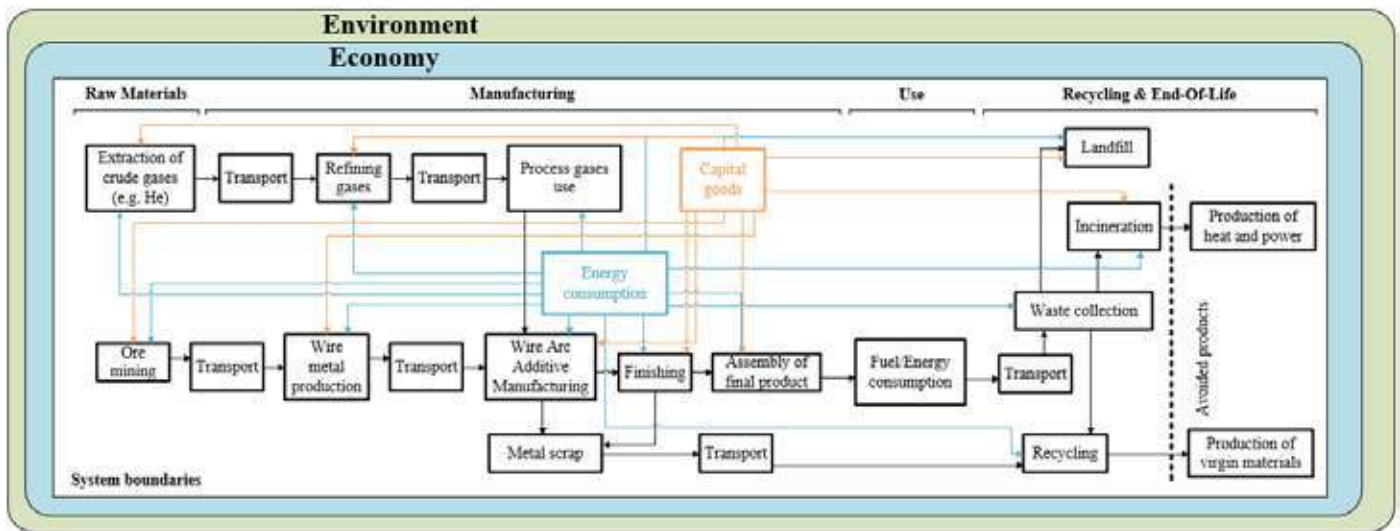 Environment
Economy
Raw Materials
Manufacturing
Use
Recycling & End-Of-Life
Extraction of
crude gases
(e.g. He)
Transport
Refining
gases
Transport
Process gases
use
Capital
goods
Landfill
Incineration
Production of
heat and power
Energy
consumption
Waste collection
Ore
mining
Transport
Wire
metal
production
Transport
Wire Arc
Additive
Manufacturing
Finishing
Assembly of
final product
Fuel/Energy
consumption
Transport
Avoided products
Metal scrap
Transport
Recycling
Production of
virgin materials
System boundaries